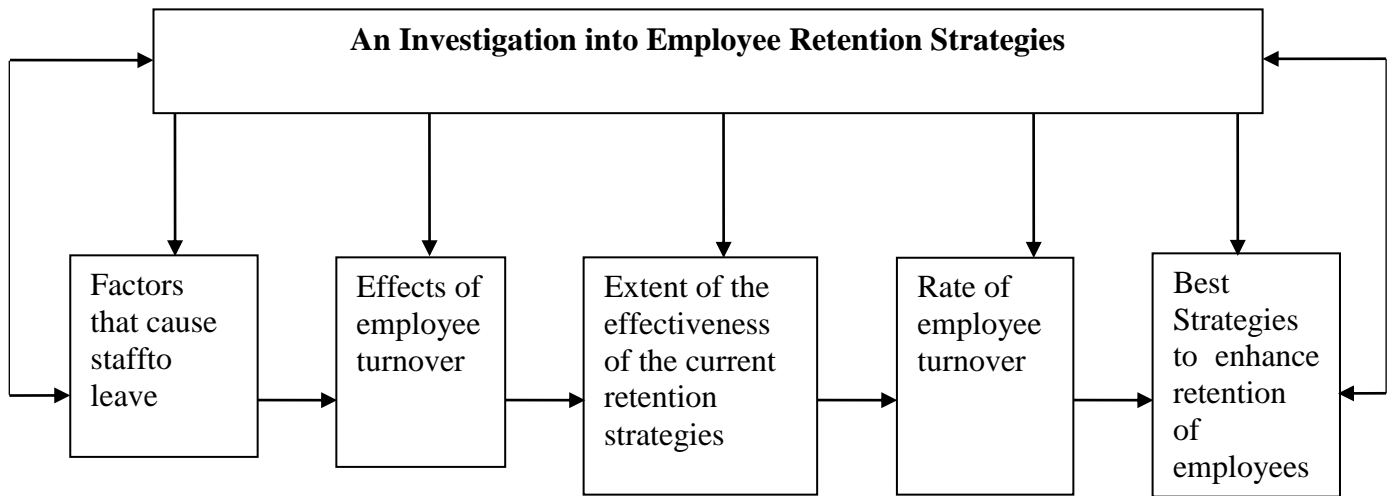 An Investigation into Employee Retention Strategies
Factors
that cause
staffto
leave
Effects of
employee
turnover
Extent of the
effectiveness
of the current
retention
strategies
Rate of
employee
turnover
Best
Strategies
to enhance
retention
of
employees